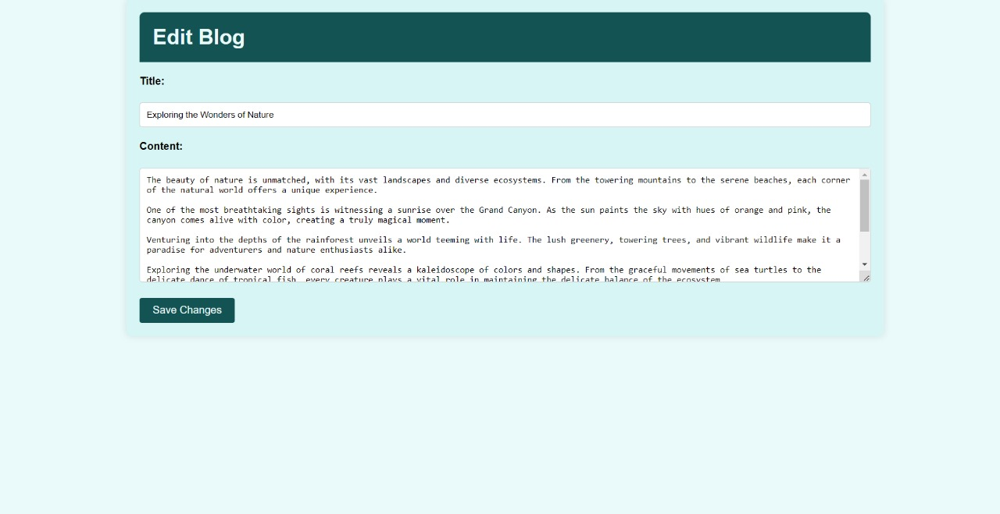 Edit Blog
Title:
Exploring the Wonders of Nature
Content:
The beauty of nature is unmatched, with its vast landscapes and diverse ecosystems. From the towering mountains to the serene beaches, each corner
of the natural world offers a unique experience.
One of the most breathtaking sights is witnessing a sunrise over the Grand Canyon. As the sun paints the sky with hues of orange and pink, the
canyon comes alive with color, creating a truly magical moment.
Venturing into the depths of the rainforest unveils a world teeming with life. The lush greenery, towering trees, and vibrant wildlife make it a
paradise for adventurers and nature enthusiasts alike.
Exploring the underwater world of coral reefs reveals a kaleidoscope of colors and shapes. From the graceful movements of sea turtles to the
delicate dance of tropical fish, every creature plays a vital role in maintaining the delicate balance of the ecosystem.
Save Changes